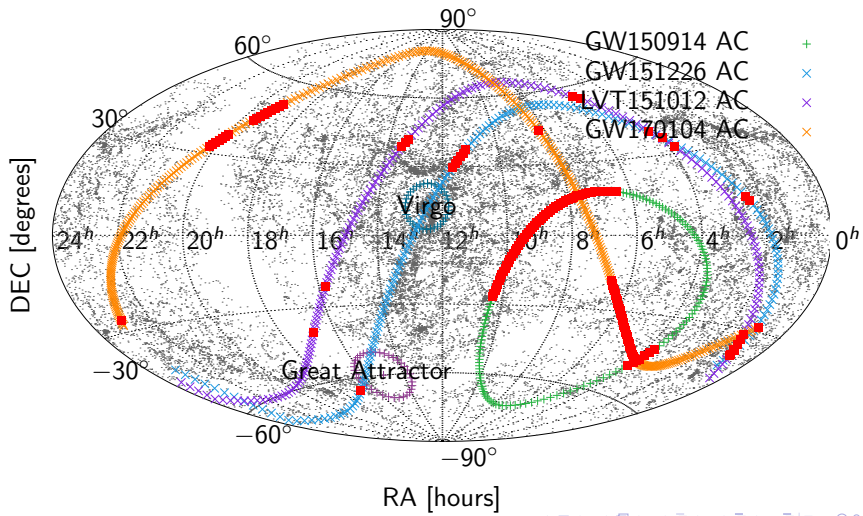 90°
60°
30°
−30°
−60°
−90°
GW150914 AC
GW151226 AC
LVT151012 AC
GW170104 AC
Virgo
24h 22h 20h 18h 16h 14h 12h 10h 8h 6h 4h 2h 0h
Great Attractor
DEC [degrees]
RA [hours]